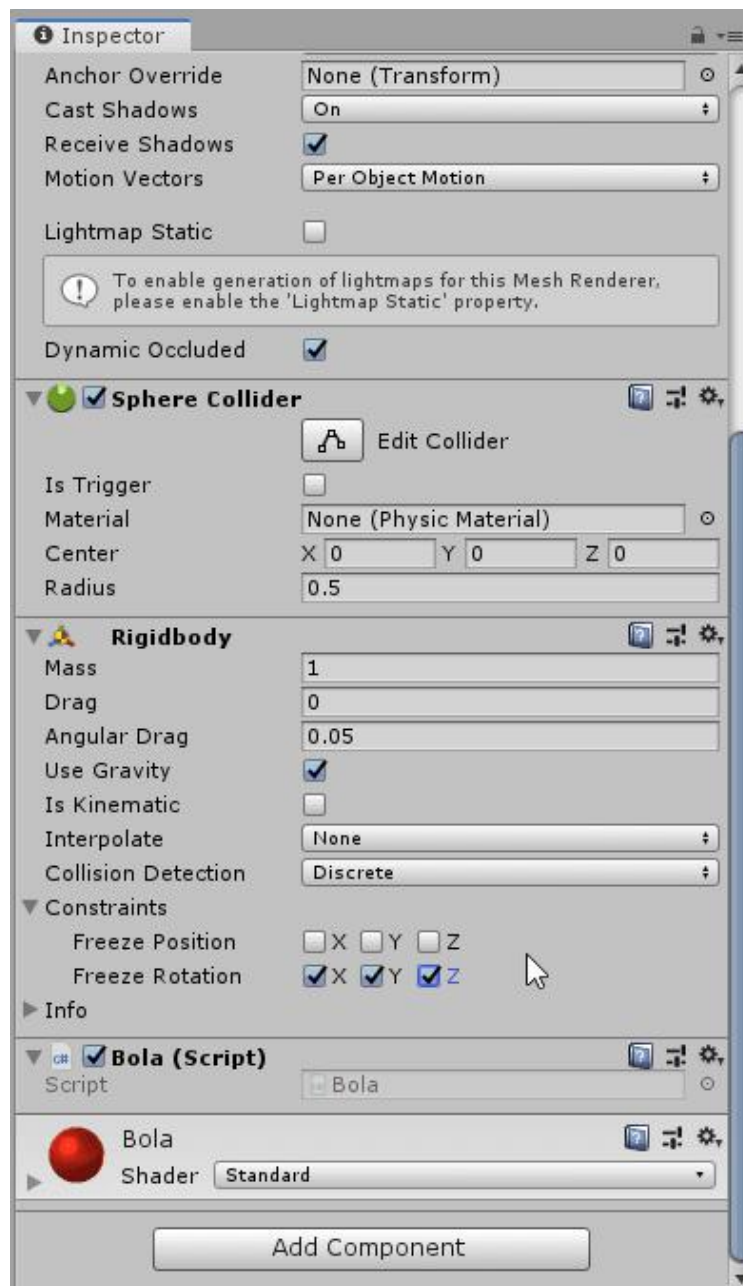 Inspector
Anchor Override None (Transform)
Cast Shadows On
Receive Shadows
Motion Vectors Per Object Motion
Lightmap Static
To enable generation of lightmaps for this Mesh Renderer,
please enable the 'Lightmap Static' property.
Dynamic Occluded
Sphere Collider
Edit Collider
Is Trigger
Material None (Physic Material)
Center X 0 Y 0 Z 0
Radius 0.5
Rigidbody
Mass 1
Drag 0
Angular Drag 0.05
Use Gravity
Is Kinematic
Interpolate None
Collision Detection Discrete
Constraints
Freeze Position X Y Z
Freeze Rotation X Y Z
Info
C# Bola (Script)
Script Bola
Bola
Shader Standard
Add Component